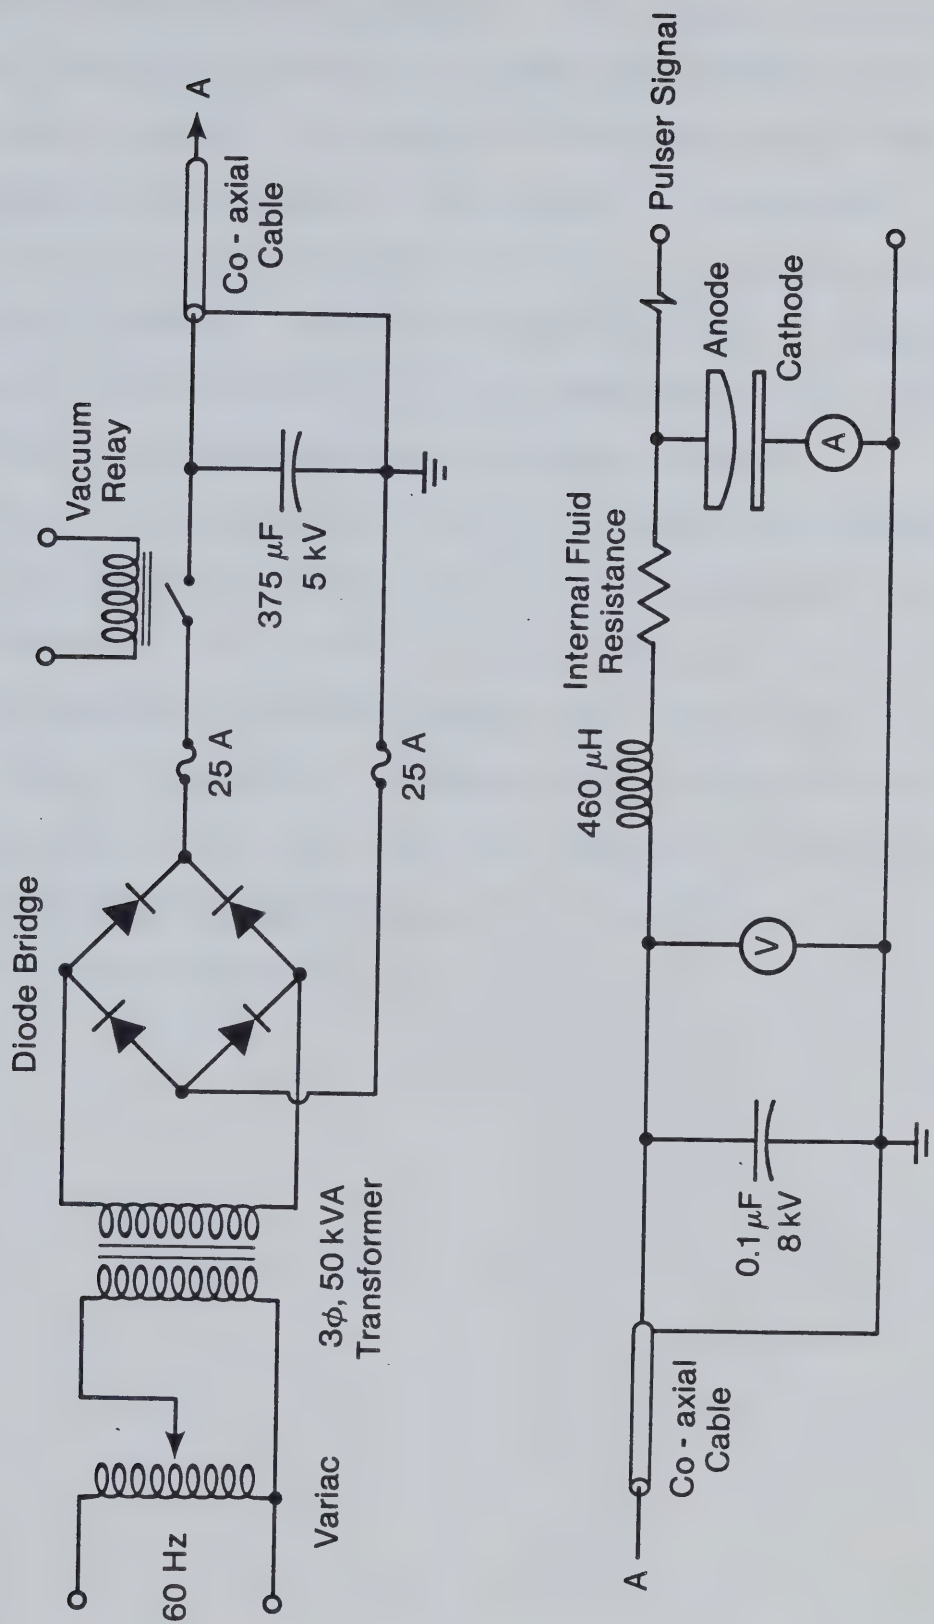 60 Hz
Variac
3ϕ, 50 kVA
Transformer
Diode Bridge
25 A
25 A
Vacuum
Relay
375 μF
5 kV
Co - axial
Cable
A
A
Co - axial
Cable
0.1 μF
8 kV
V
460 μH
Internal Fluid
Resistance
Anode
Cathode
A
Pulser Signal